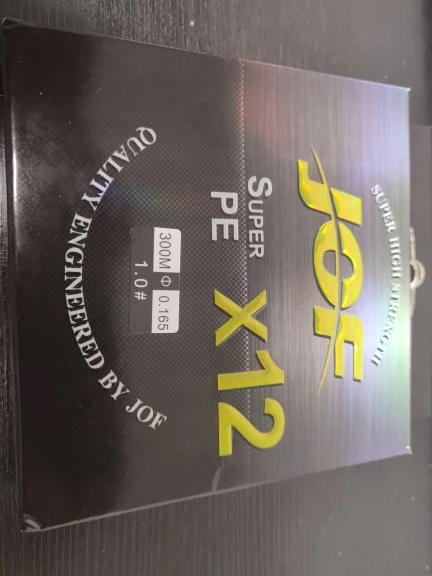 SUPER HIGH STRENGTH
JOF
SUPER
PE X12
300M Φ 0.165
1.0#
QUALITY ENGINEERED BY JOF